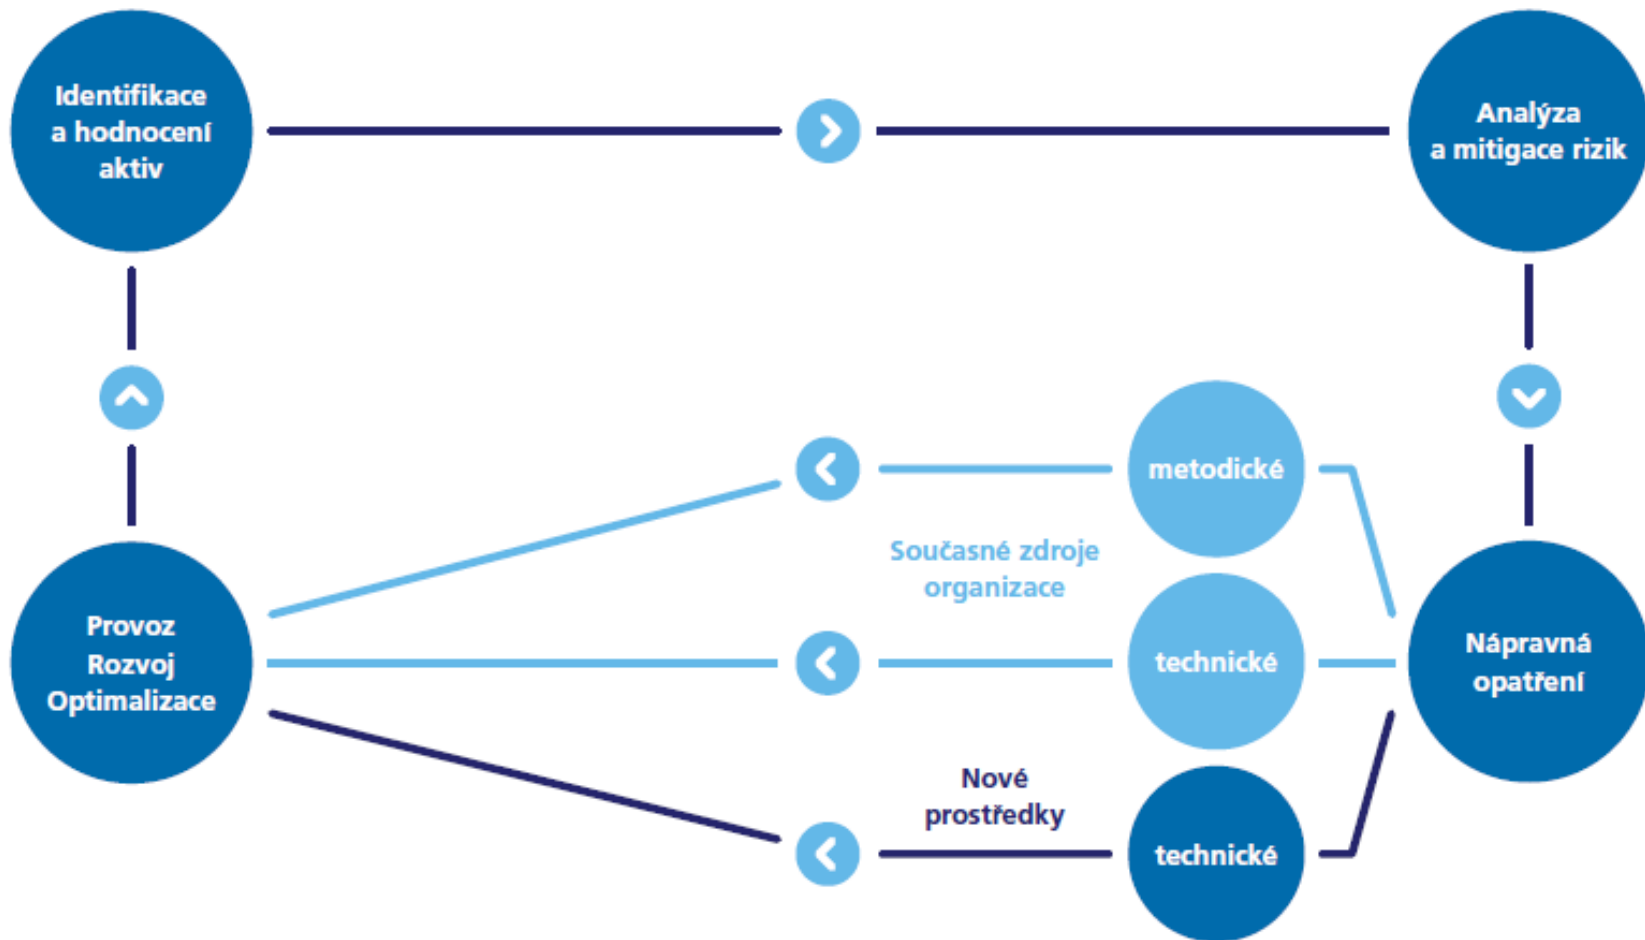 Identifikace
a hodnocení
aktiv
Analýza
a mitigace rizik
metodické
Současné zdroje
organizace
Provoz
Rozvoj
Optimalizace
technické
Nápravná
opatření
Nové
prostředky
technické